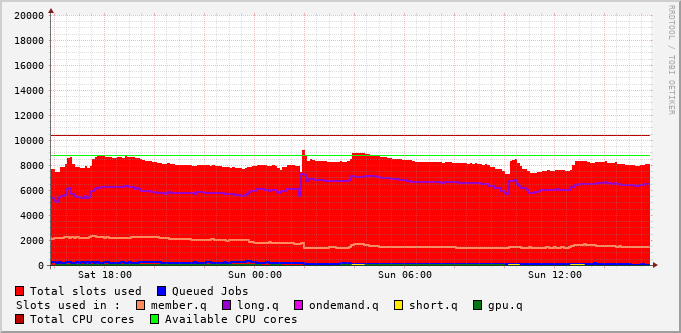 20000
18000
16000
14000
12000
10000
8000
6000
4000
2000
0
Sat 18:00 Sun 00:00 Sun 06:00 Sun 12:00
RRDTOOL / TOBI OETIKER
Total slots used Queued Jobs
Slots used in : member.q long.q ondemand.q short.q gpu.q
Total CPU cores Available CPU cores